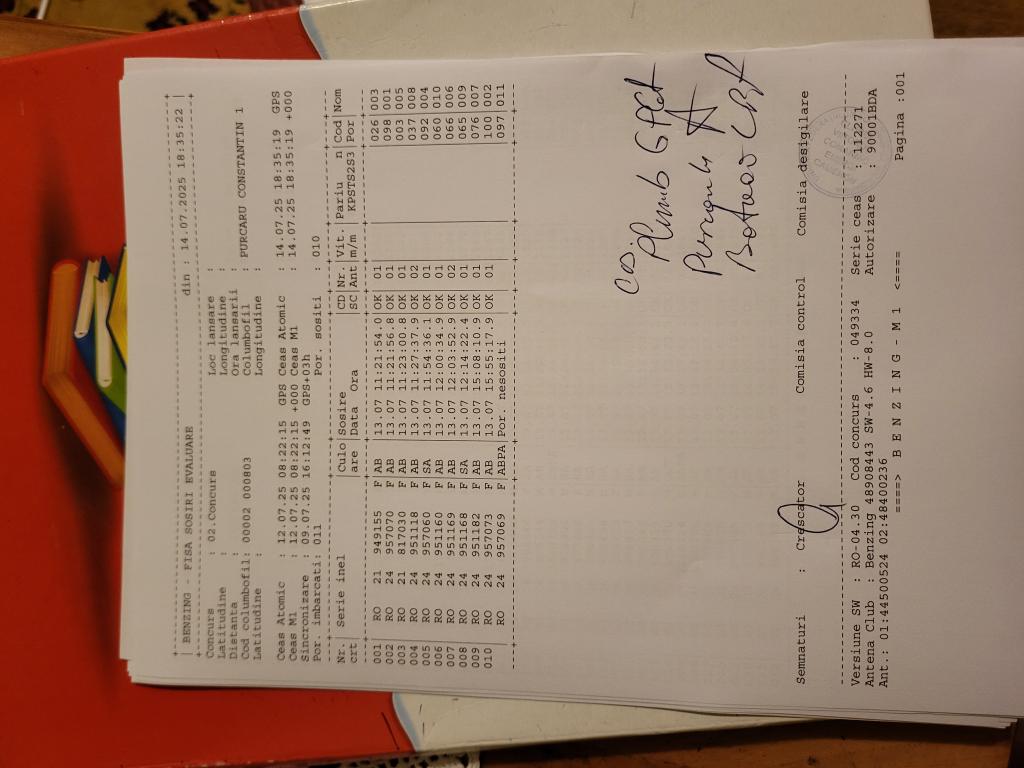 BENZING - FISA SOSIRI EVALUARE din : 14.07.2025 18:35:22
Concurs : 02.Concurs Loc lansare :
Latitudine : Longitudine :
Distanta : Ora lansarii :
Cod columbofil: 00002 000803 Columbofil : PURCARU CONSTANTIN 1
Latitudine : Longitudine :
Ceas Atomic : 12.07.25 08:22:15 GPS Ceas Atomic : 14.07.25 18:35:19 GPS
Ceas M1 : 12.07.25 08:22:15 +000 Ceas M1 : 14.07.25 18:35:19 +000
Sincronizare : 09.07.25 16:12:49 GPS+03h
Por. imbarcati: 011 Por. sositi : 010
Nr. | Serie inel |Culo|Sosire |CD|Nr.|Vit.|Pariu n|Cod|Nom
crt | |are |Data Ora |SC|Ant|m/m |KPSTS2S3|Por|
001 RO 21 949155 F AB 13.07 11:21:54.0 OK 01 026 003
002 RO 24 957070 F AB 13.07 11:21:56.8 OK 01 098 001
003 RO 21 817030 F AB 13.07 11:23:00.8 OK 01 003 005
004 RO 24 951118 F AB 13.07 11:27:37.9 OK 02 037 008
005 RO 24 957060 F SA 13.07 11:54:36.1 OK 01 092 004
006 RO 24 951160 F AB 13.07 12:00:34.9 OK 01 060 010
007 RO 24 951169 F AB 13.07 12:03:52.9 OK 02 066 006
008 RO 24 951168 F SA 13.07 12:14:22.4 OK 01 065 009
009 RO 24 951182 F AB 13.07 15:08:10.9 OK 01 076 007
010 RO 24 957073 F AB 13.07 15:55:17.9 OK 01 100 002
RO 24 957069 F ABPA Por. nesositi 097 011
Semnaturi : Crescator Comisia control Comisia desigilare
Versiune SW : RO-04.30 Cod concurs : 049334 Serie ceas : 112271
Antena Club : Benzing 48908443 SW-4.6 HW-8.0 Autorizare : 90001BDA
Ant.: 01:44500524 02:48400236
====> B E N Z I N G - M 1 <==== Pagina :001